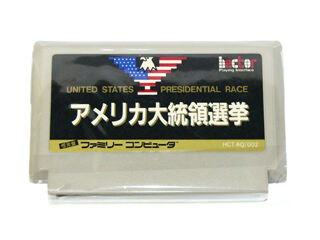 hector
Playing Interface
UNITED STATES PRESIDENTIAL RACE
アメリカ大統領選挙
ファミリー コンピュータ
HCT-AQ/002